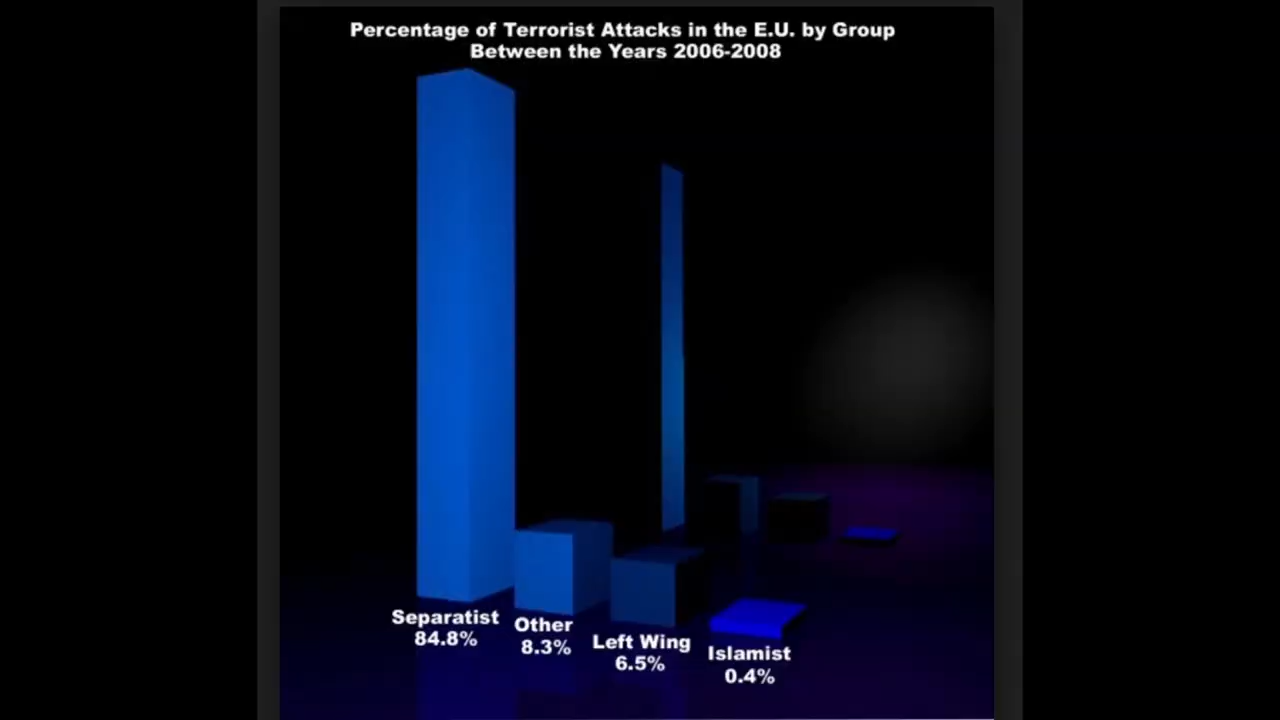 Percentage of Terrorist Attacks in the E.U. by Group
Between the Years 2006-2008
Separatist
84.8%
Other
8.3%
Left Wing
6.5%
Islamist
0.4%